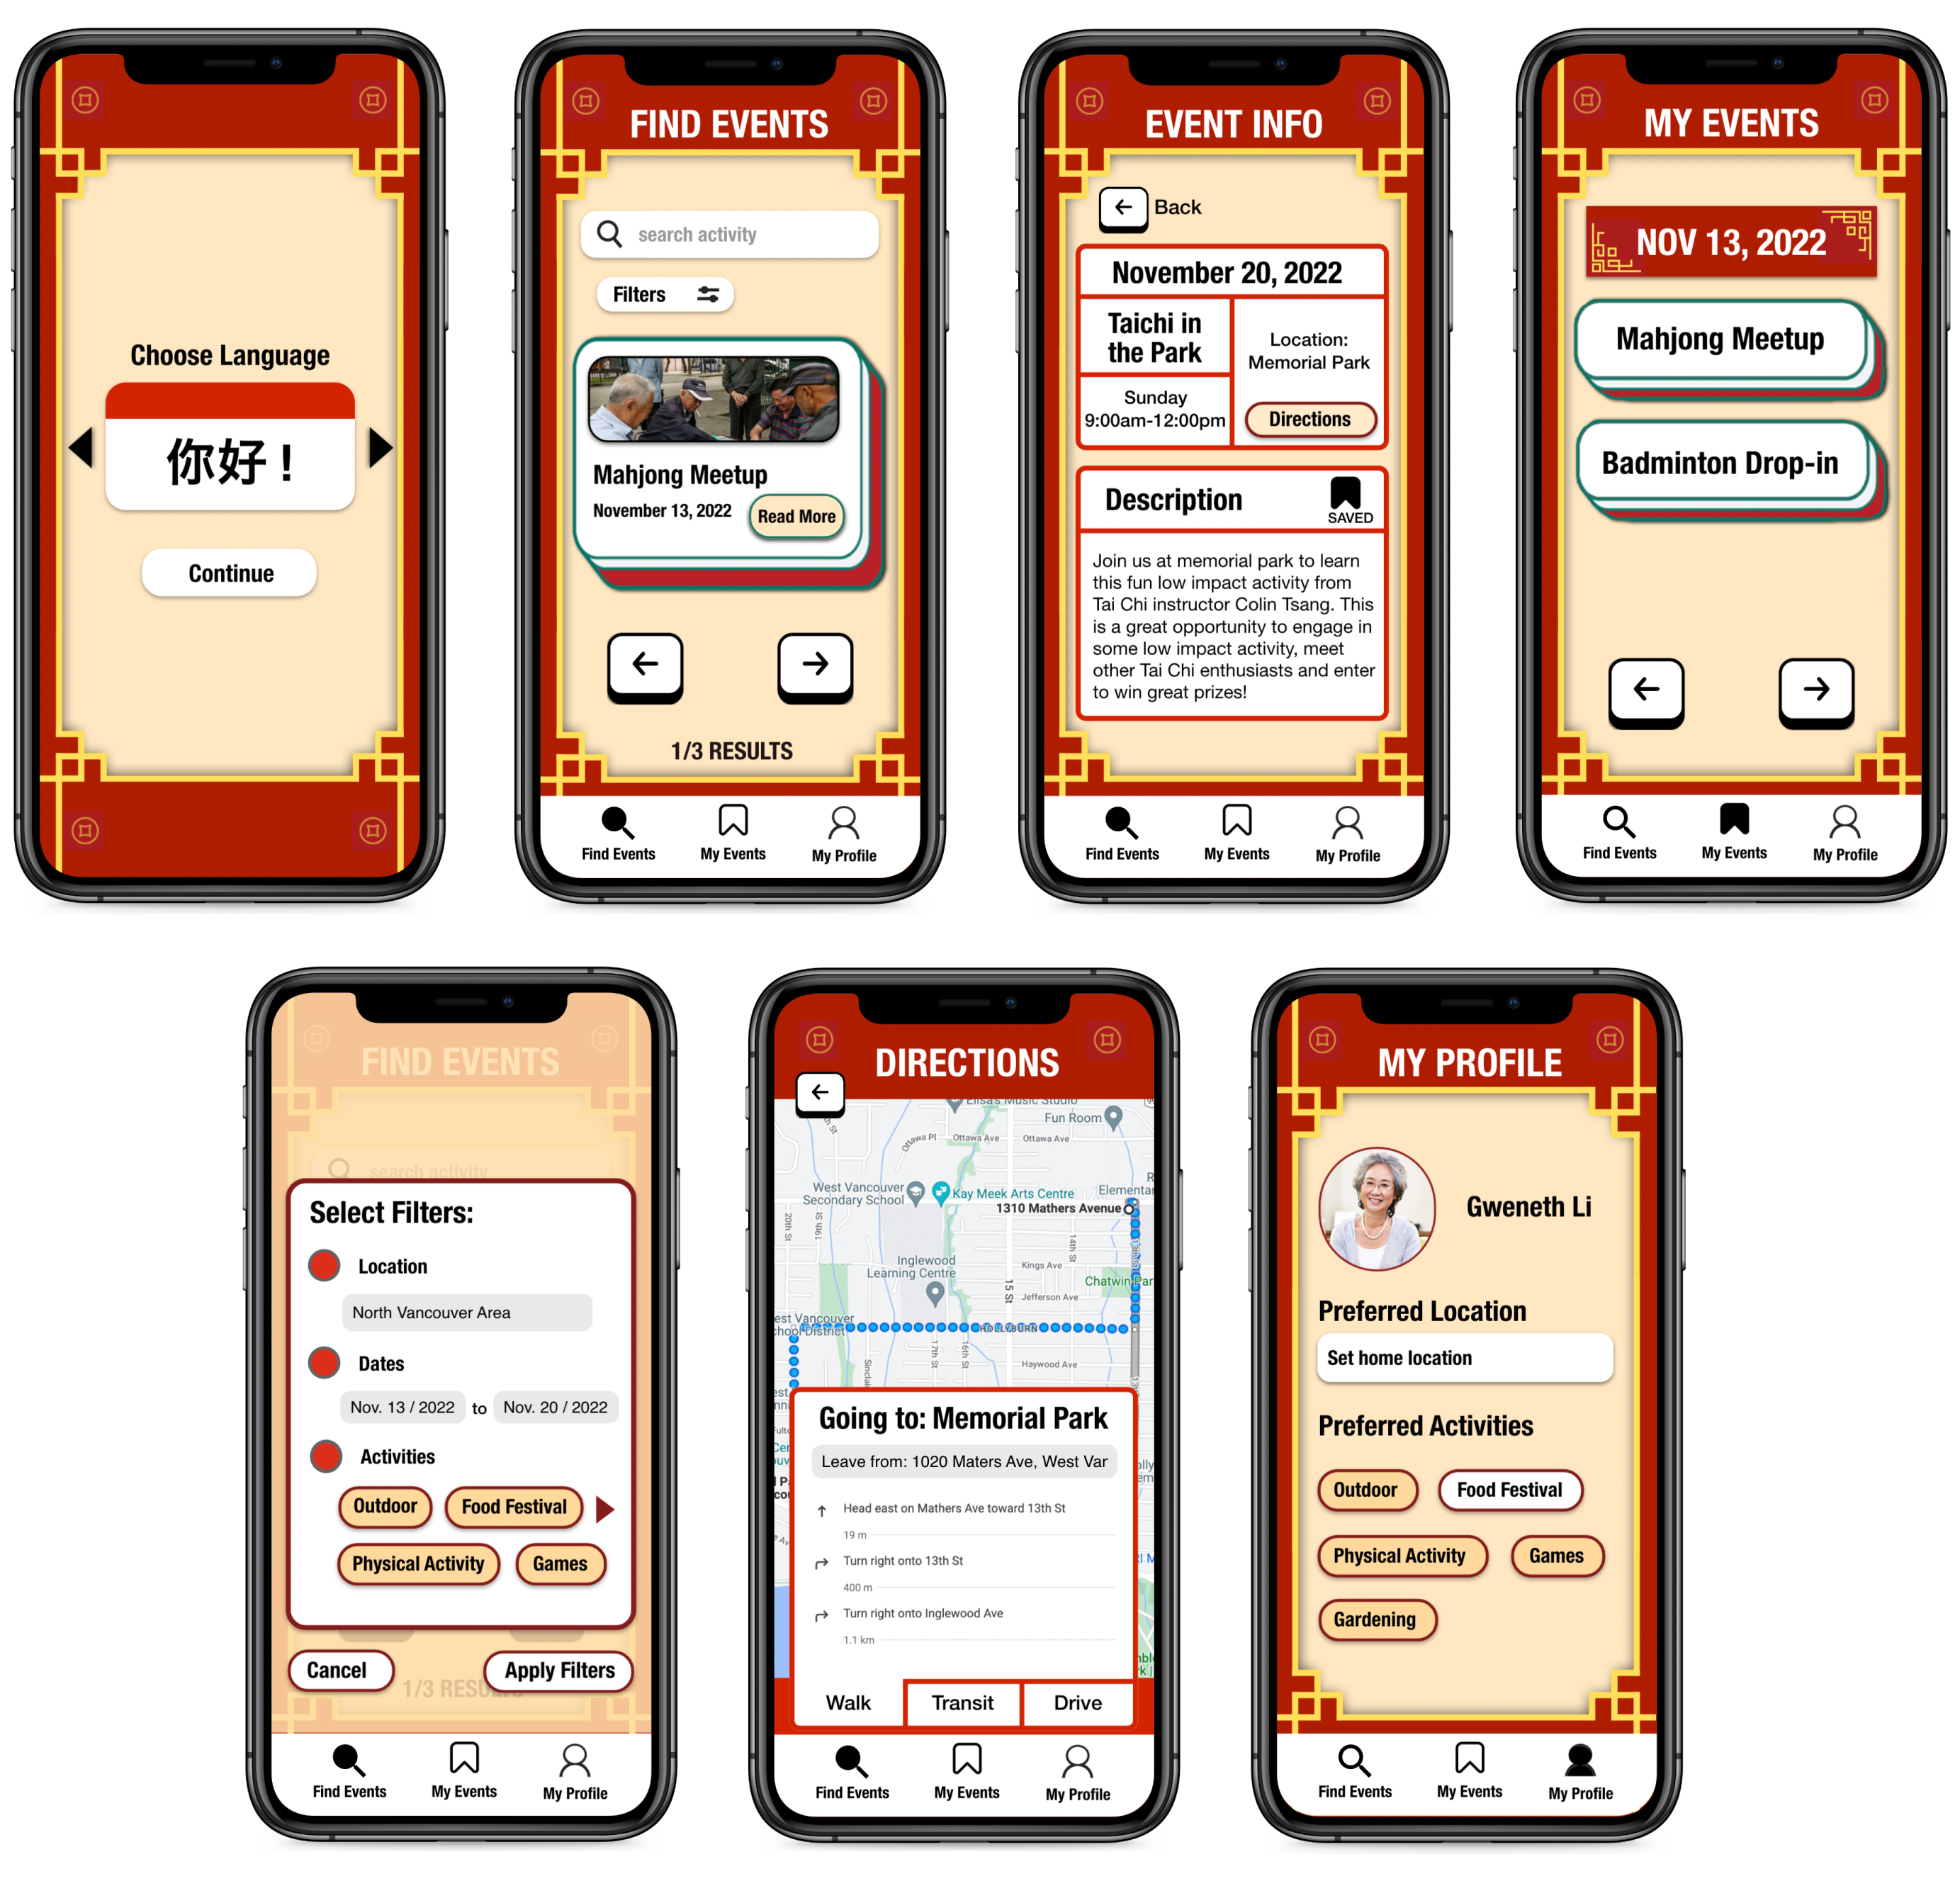 Choose Language
你好！
Continue
FIND EVENTS
search activity
Filters
Mahjong Meetup
November 13, 2022
Read More
1/3 RESULTS
Find Events
My Events
My Profile
EVENT INFO
Back
November 20, 2022
Taichi in
the Park
Sunday
9:00am-12:00pm
Location:
Memorial Park
Directions
Description
SAVED
Join us at memorial park to learn
this fun low impact activity from
Tai Chi instructor Colin Tsang. This
is a great opportunity to engage in
some low impact activity, meet
other Tai Chi enthusiasts and enter
to win great prizes!
Find Events
My Events
My Profile
MY EVENTS
NOV 13, 2022
Mahjong Meetup
Badminton Drop-in
Find Events
My Events
My Profile
FIND EVENTS
search activity
Select Filters:
Location
North Vancouver Area
Dates
Nov. 13 / 2022 to Nov. 20 / 2022
Activities
Outdoor
Food Festival
Physical Activity
Games
Cancel
Apply Filters
1/3 RESULTS
Find Events
My Events
My Profile
DIRECTIONS
Elisa's Music Studio
Fun Room
Ottawa Pl
Ottawa Ave
Ottawa Ave
West Vancouver
Secondary School
Kay Meek Arts Centre
1310 Mathers Avenue
20th St
19th St
14th St
Inglewood
Learning Centre
Kings Ave
15 St
Jefferson Ave
HOLLYBURN
17th St
16th St
Haywood Ave
Going to: Memorial Park
Leave from: 1020 Maters Ave, West Var
Head east on Mathers Ave toward 13th St
19 m
Turn right onto 13th St
400 m
Turn right onto Inglewood Ave
1.1 km
Walk
Transit
Drive
Find Events
My Events
My Profile
MY PROFILE
Gweneth Li
Preferred Location
Set home location
Preferred Activities
Outdoor
Food Festival
Physical Activity
Games
Gardening
Find Events
My Events
My Profile